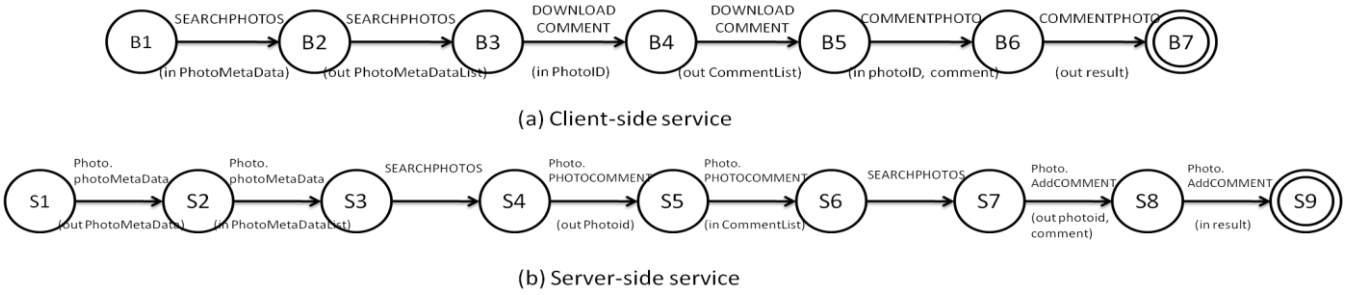 SEARCHPHOTOS SEARCHPHOTOS DOWNLOAD COMMENT DOWNLOAD COMMENT COMMENTPHOTO COMMENTPHOTO
B1 B2 B3 B4 B5 B6 B7
(in PhotoMetaData) (out PhotoMetaDataList) (in PhotoID) (out CommentList) (in photoID, comment) (out result)
(a) Client-side service
Photo. photoMetaData Photo. photoMetaData SEARCHPHOTOS Photo. PHOTOCOMMENT Photo. PHOTOCOMMENT SEARCHPHOTOS Photo. AddCOMMENT Photo. AddCOMMENT
S1 S2 S3 S4 S5 S6 S7 S8 S9
(out PhotoMetaData) (in PhotoMetaDataList) (out Photoid) (in CommentList) (out photoid, comment) (in result)
(b) Server-side service